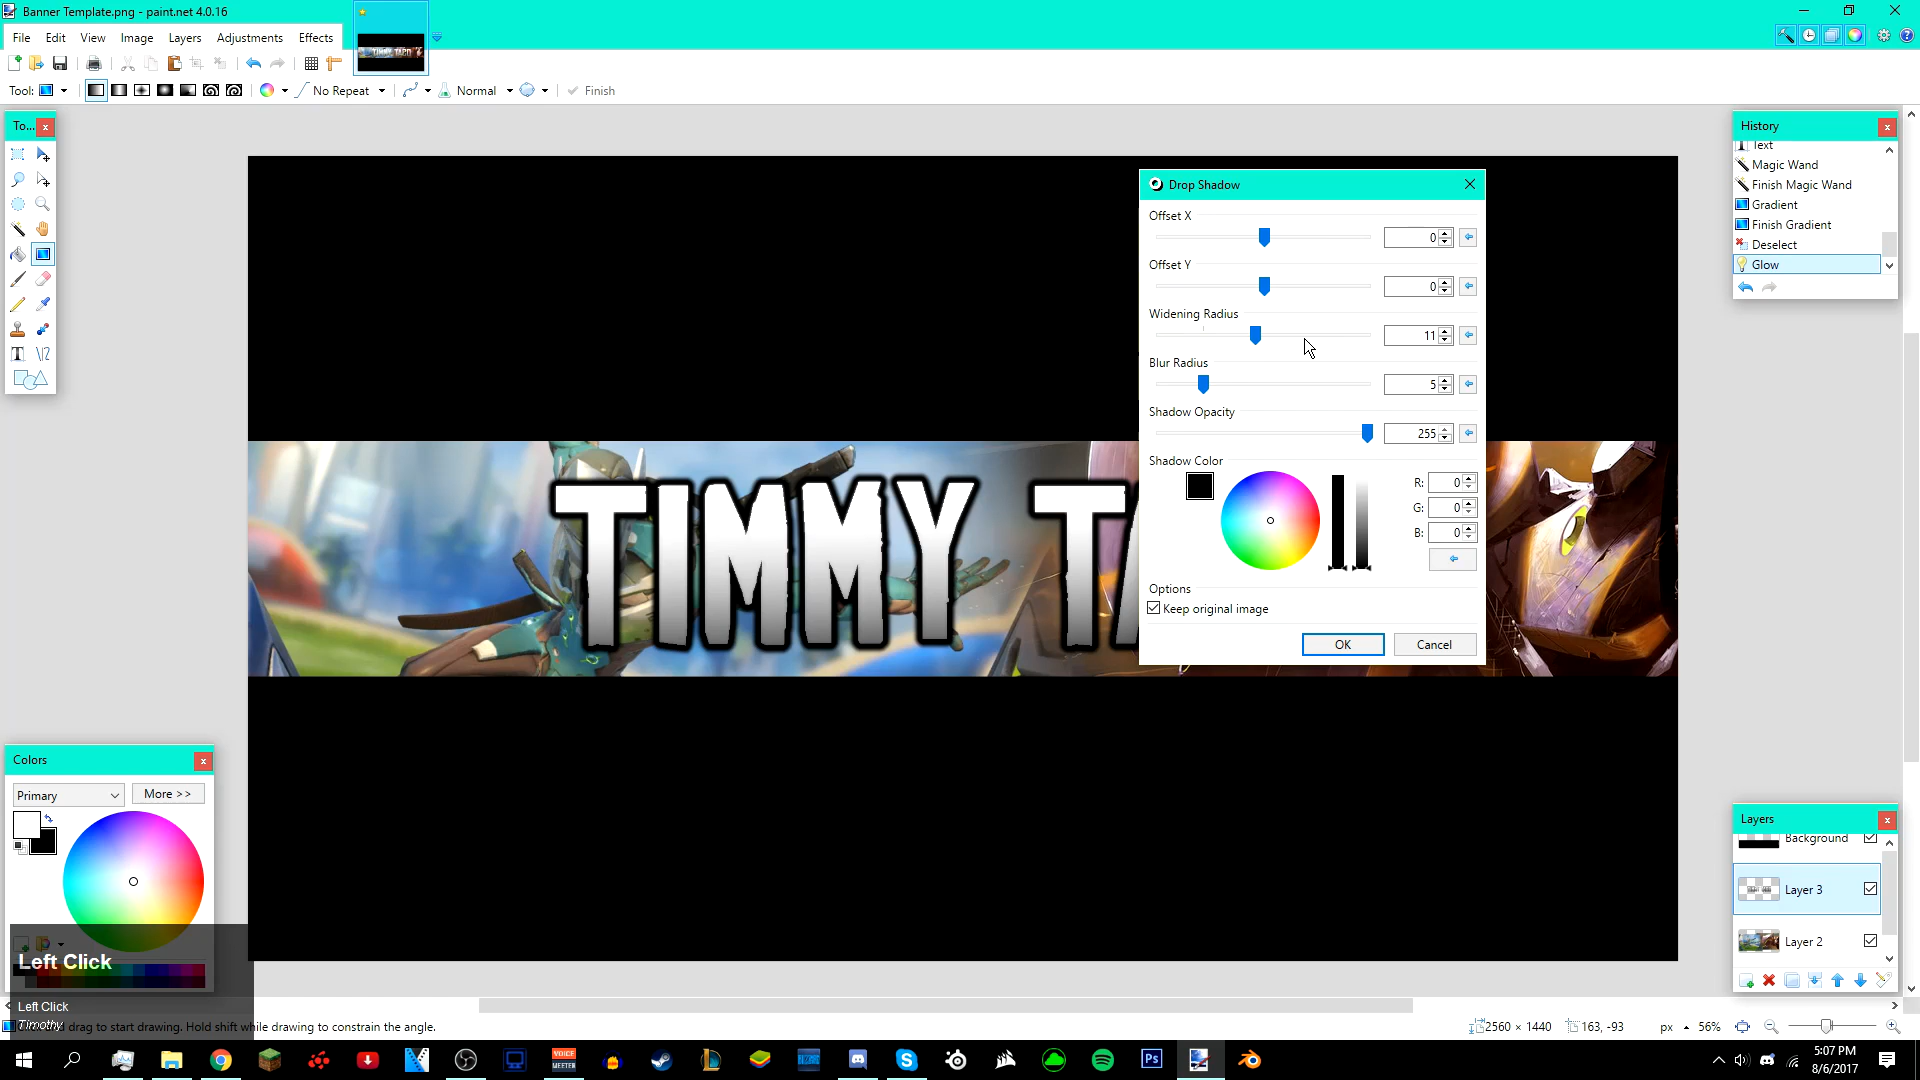 Banner Template.png - paint.net 4.0.16
File Edit View Image Layers Adjustments Effects
Tool: No Repeat Normal Finish
To...
History
Text
Magic Wand
Finish Magic Wand
Gradient
Finish Gradient
Deselect
Glow
Drop Shadow
Offset X
0
Offset Y
0
Widening Radius
11
Blur Radius
5
Shadow Opacity
255
Shadow Color
R: 0
G: 0
B: 0
Options
Keep original image
OK Cancel
TIMMY TA
Colors
Primary More >>
Layers
Background
Layer 3
Layer 2
Left Click
Left Click
Timothy
drag to start drawing. Hold shift while drawing to constrain the angle.
2560 × 1440 163, -93 px 56%
VOICE
MEETER
Ps
5:07 PM
8/6/2017